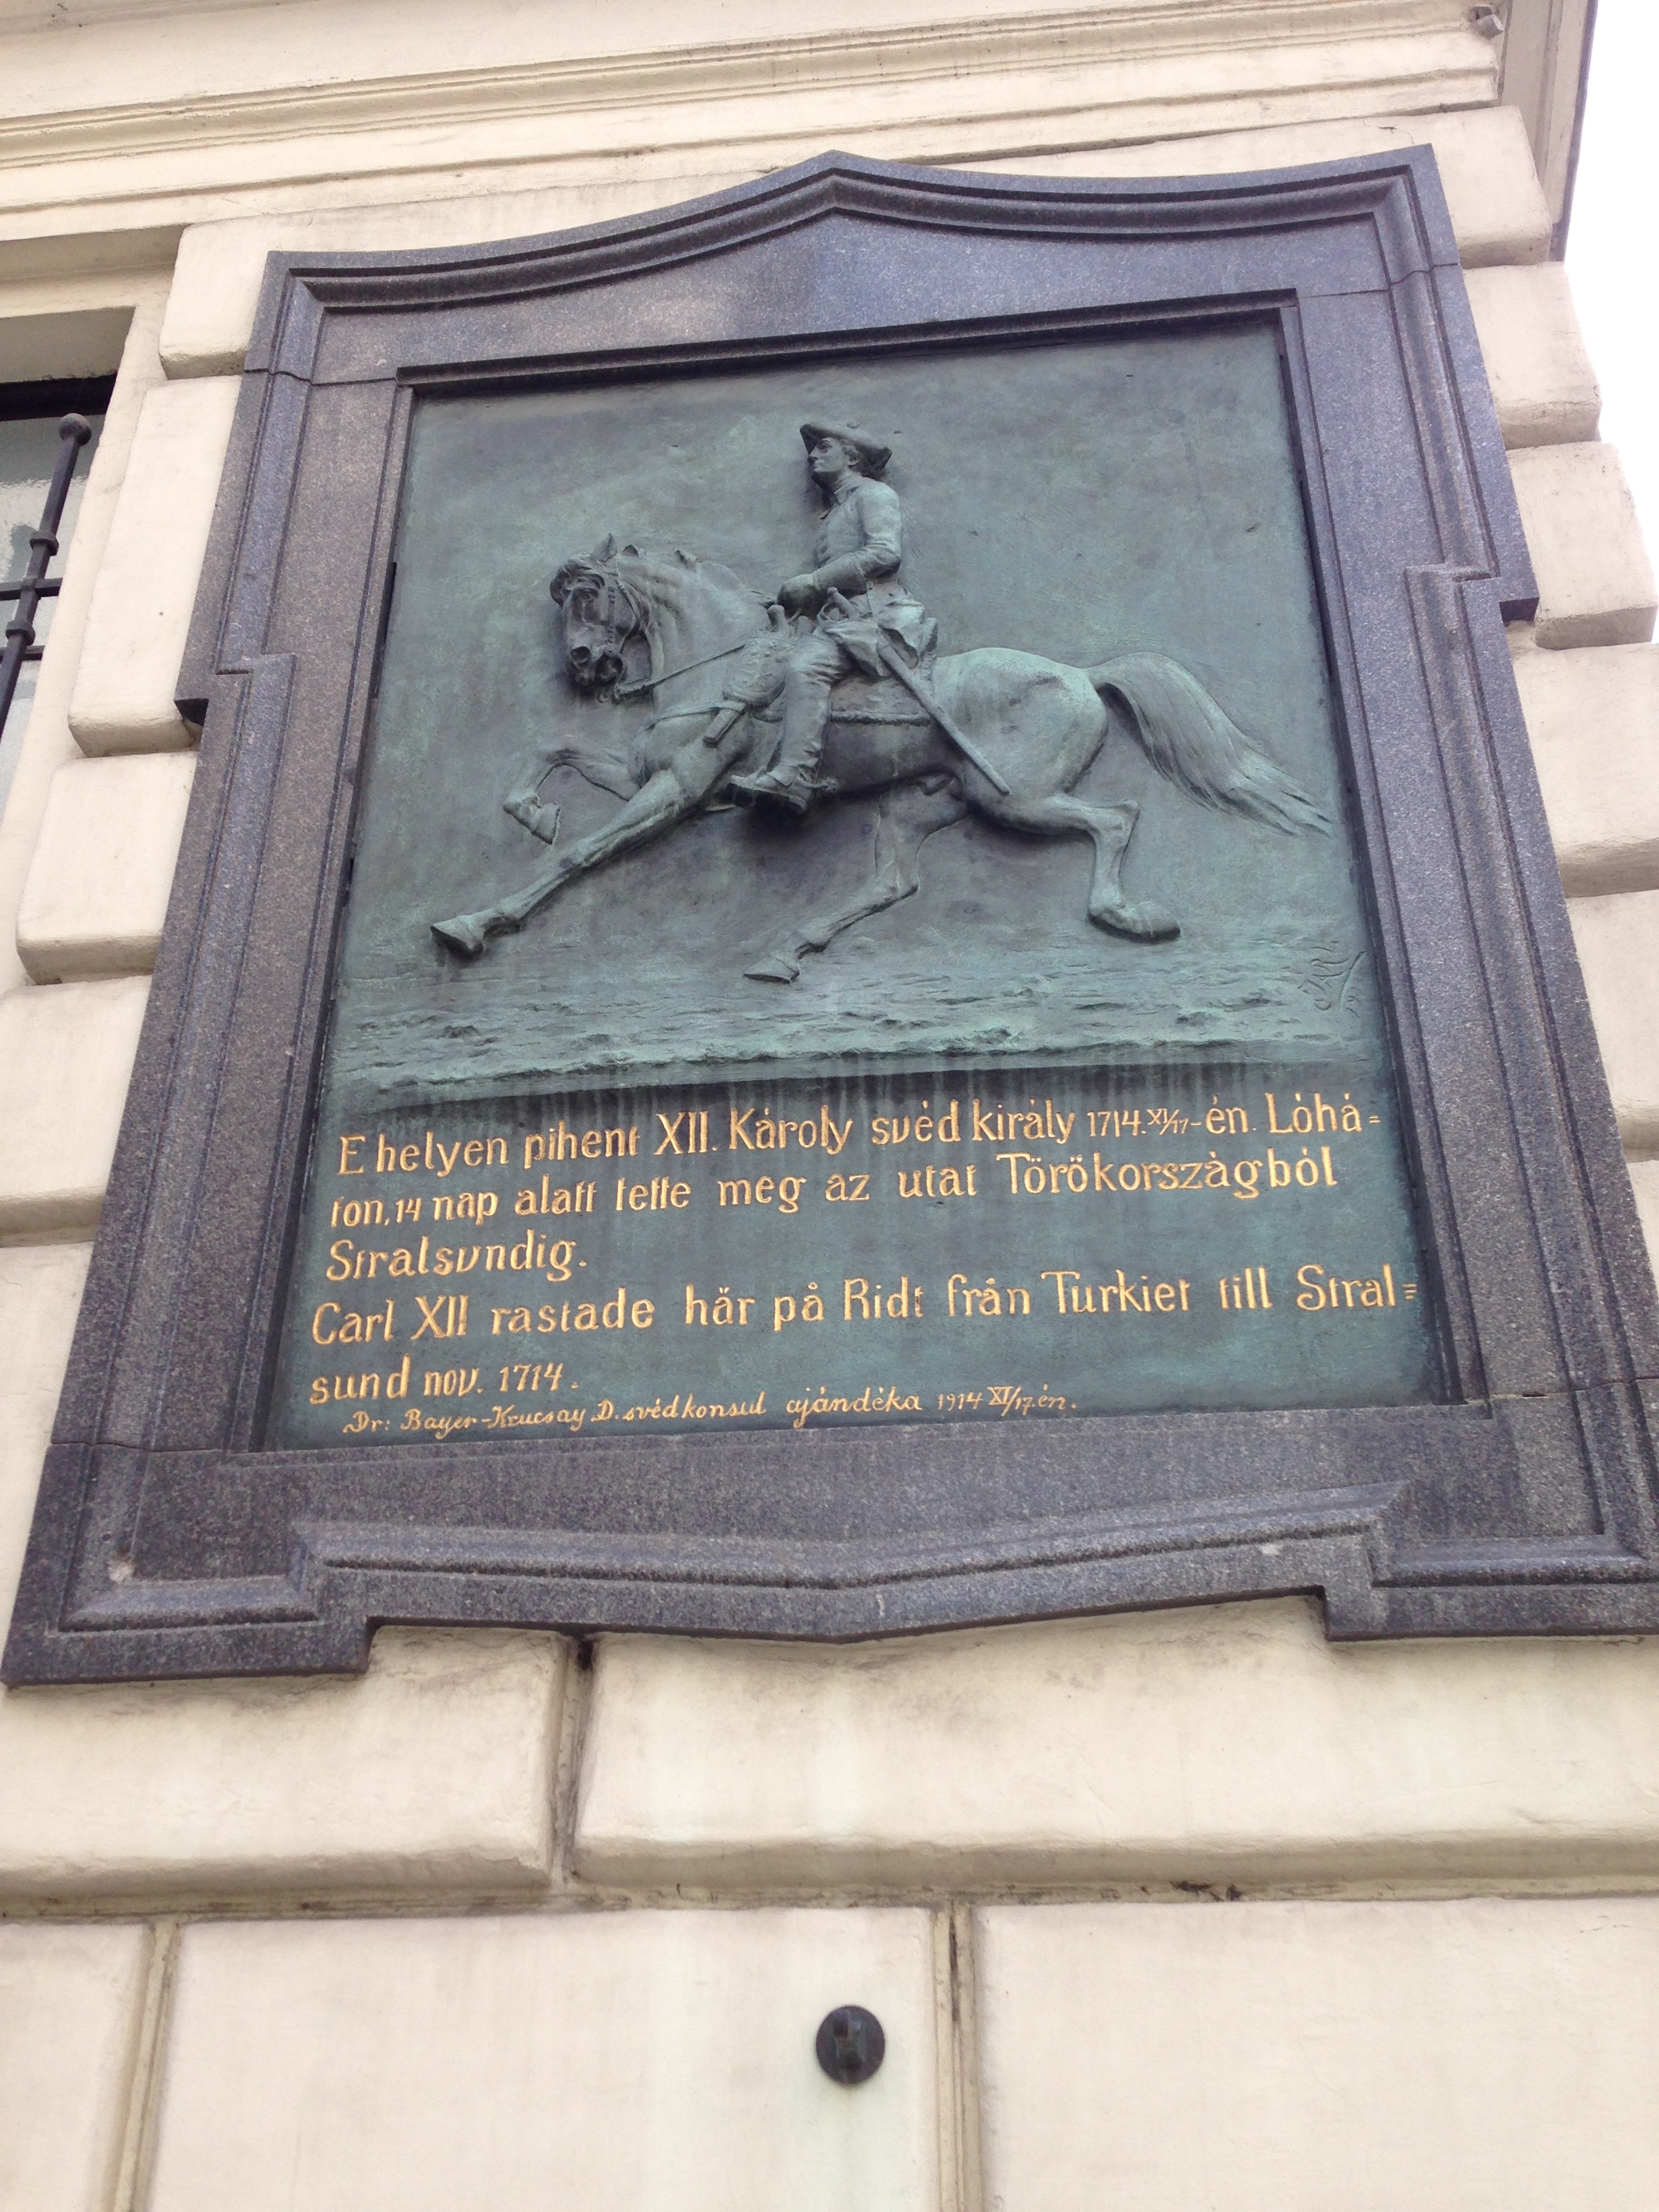 E helyen pihent XII. Károly svéd király 1714. XI/17-én. Lóhá=
ton, 14 nap alatt tette meg az utat Törökországból
Stralsundig.
Carl XII rastade här på Ridt från Turkiet till Stral=
sund nov. 1714.
Dr: Bayer-Krucsay D. svéd konsul ajándéka 1914 XI/17. én.